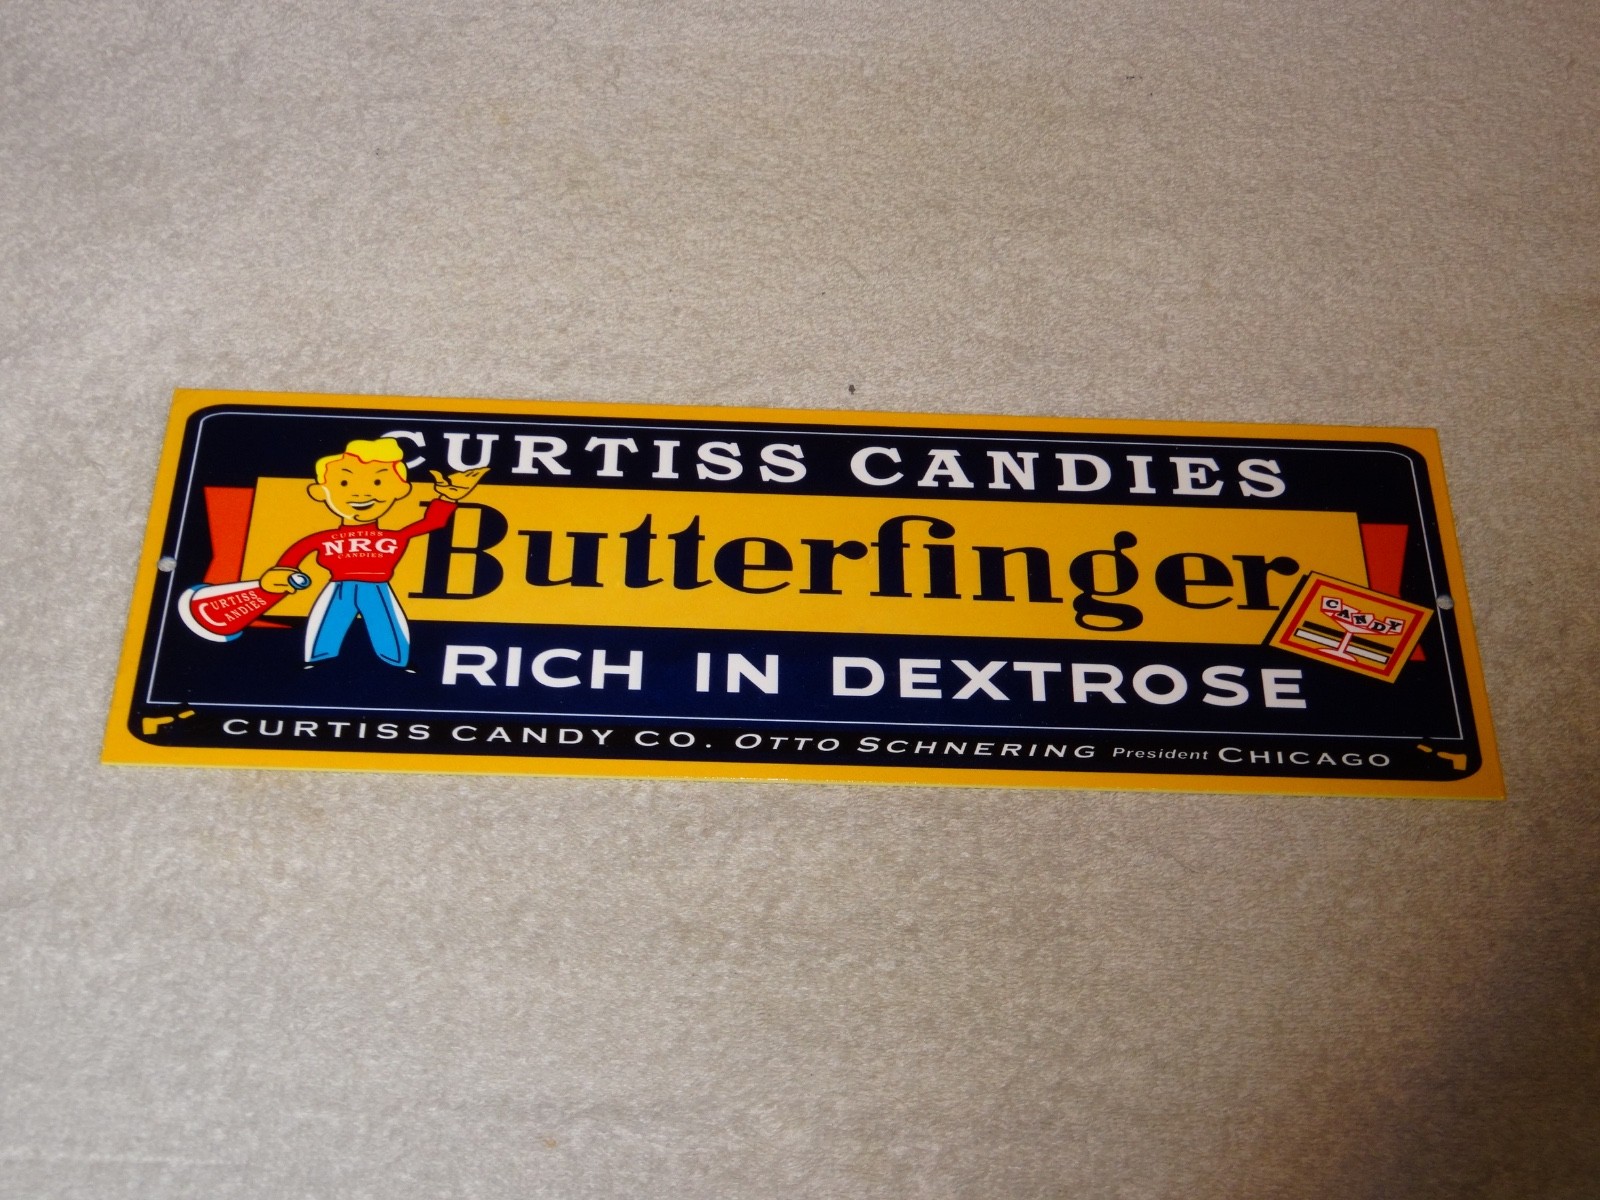 CURTISS CANDIES
Butterfinger
CURTISS
NRG
CANDIES
CURTISS
CANDIES
CANDY
RICH IN DEXTROSE
CURTISS CANDY CO. OTTO SCHNERING President CHICAGO